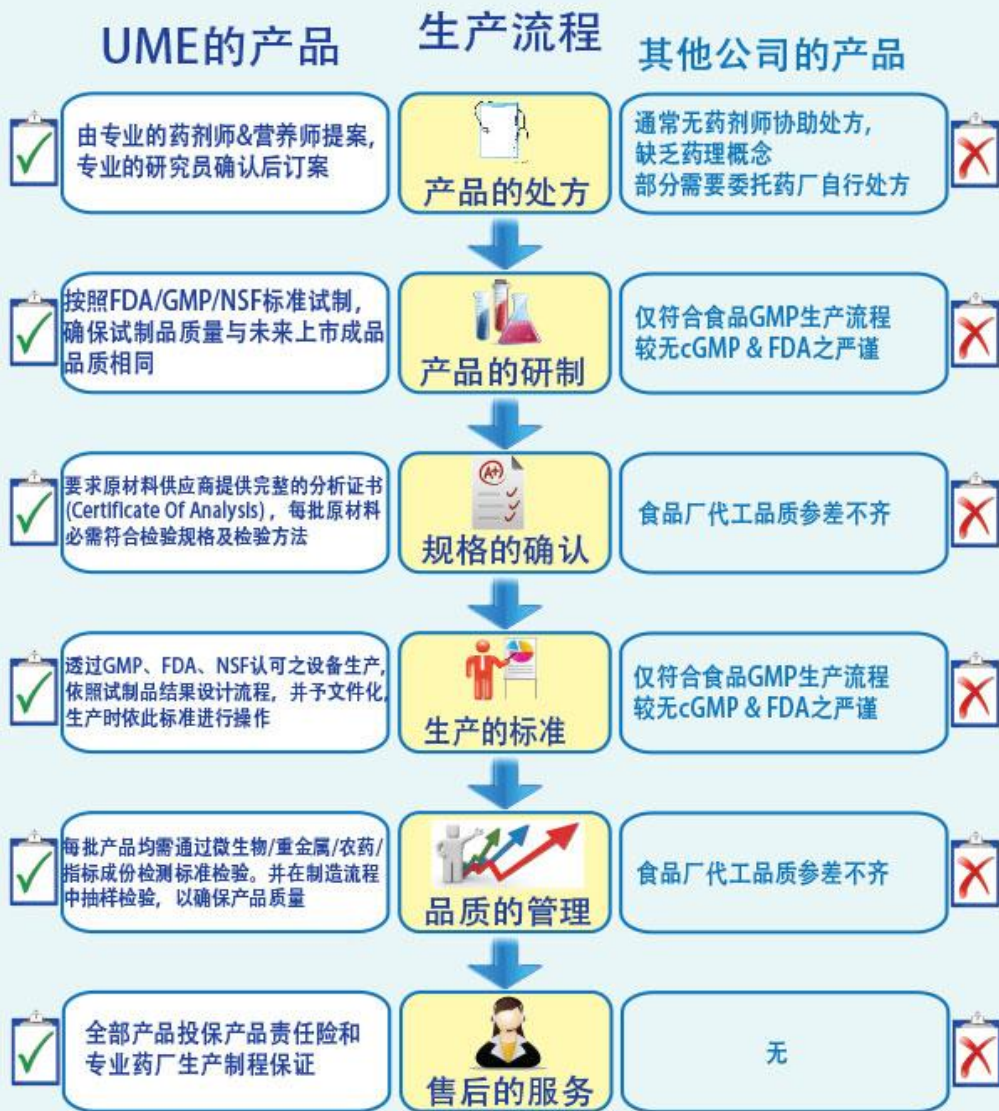 UME的产品
生产流程
其他公司的产品
由专业的药剂师&营养师提案,
专业的研究员确认后订案
产品的处方
通常无药剂师协助处方,
缺乏药理概念
部分需要委托药厂自行处方
按照FDA/GMP/NSF标准试制,
确保试制品质量与未来上市成品
品质相同
产品的研制
仅符合食品GMP生产流程
较无cGMP & FDA之严谨
要求原材料供应商提供完整的分析证书
(Certificate Of Analysis) ，每批原材料
必需符合检验规格及检验方法
A+
规格的确认
食品厂代工品质参差不齐
透过GMP、FDA、NSF认可之设备生产,
依照试制品结果设计流程，并予文件化,
生产时依此标准进行操作
生产的标准
仅符合食品GMP生产流程
较无cGMP & FDA之严谨
每批产品均需通过微生物/重金属/农药/
指标成份检测标准检验。并在制造流程
中抽样检验，以确保产品质量
品质的管理
食品厂代工品质参差不齐
全部产品投保产品责任险和
专业药厂生产制程保证
售后的服务
无